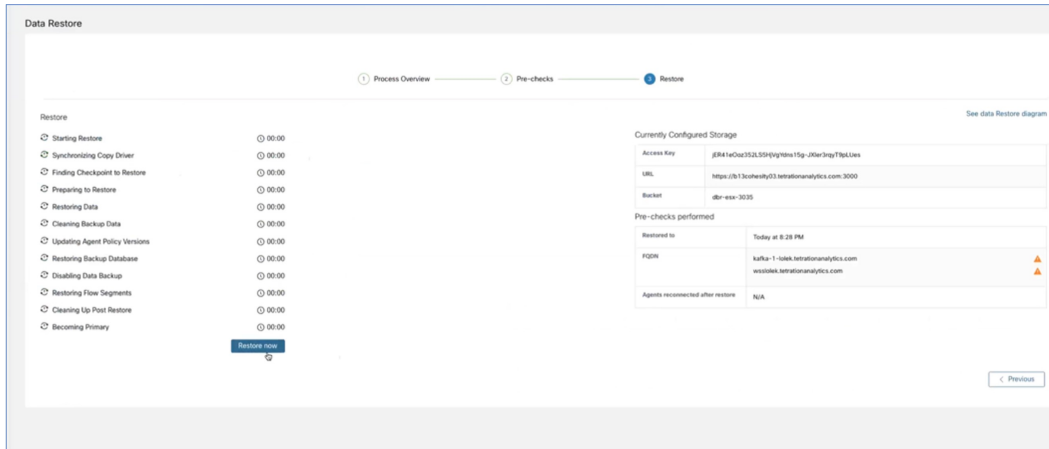 Data Restore
1 Process Overview 2 Pre-checks 3 Restore
See data Restore diagram
Restore
Starting Restore 00:00
Synchronizing Copy Driver 00:00
Finding Checkpoint to Restore 00:00
Preparing to Restore 00:00
Restoring Data 00:00
Cleaning Backup Data 00:00
Updating Agent Policy Versions 00:00
Restoring Backup Database 00:00
Disabling Data Backup 00:00
Restoring Flow Segments 00:00
Cleaning Up Post Restore 00:00
Becoming Primary 00:00
Restore now
Currently Configured Storage
Access Key
URL https://b13cohesity03.tetrationanalytics.com:3000
Bucket dbr-esx-3035
Pre-checks performed
Restored to Today at 8:28 PM
FQDN kafka-1-lolek.tetrationanalytics.com
wsslolek.tetrationanalytics.com
Agents reconnected after restore N/A
< Previous